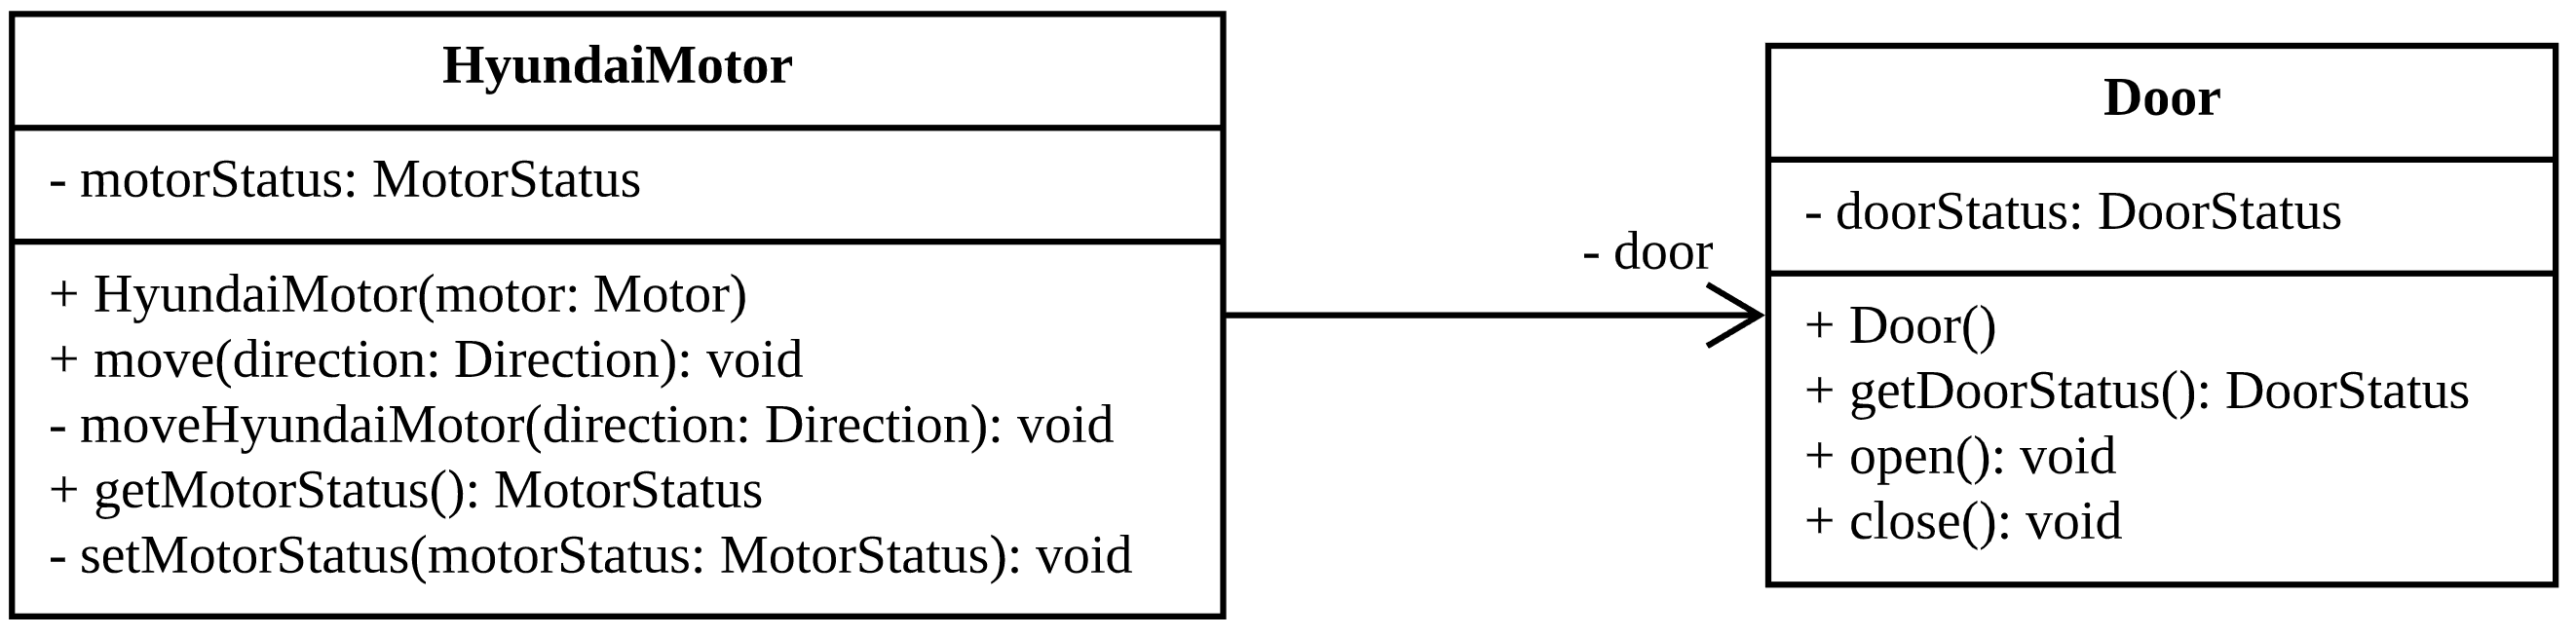 HyundaiMotor
- motorStatus: MotorStatus
+ HyundaiMotor(motor: Motor)
+ move(direction: Direction): void
- moveHyundaiMotor(direction: Direction): void
+ getMotorStatus(): MotorStatus
- setMotorStatus(motorStatus: MotorStatus): void
- door
Door
- doorStatus: DoorStatus
+ Door()
+ getDoorStatus(): DoorStatus
+ open(): void
+ close(): void